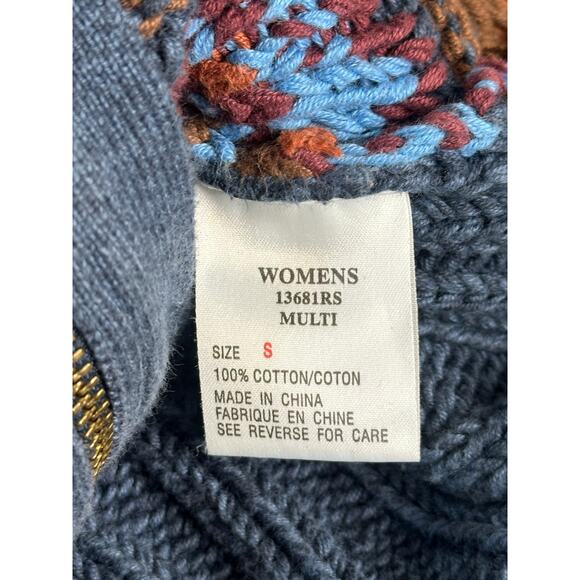 WOMENS
13681RS
MULTI
SIZE S
100% COTTON/COTON
MADE IN CHINA
FABRIQUE EN CHINE
SEE REVERSE FOR CARE